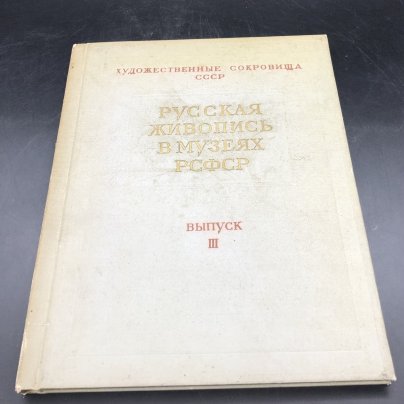 ХУДОЖЕСТВЕННЫЕ СОКРОВИЩА
СССР
РУССКАЯ
ЖИВОПИСЬ
В МУЗЕЯХ
РСФСР
ВЫПУСК
III